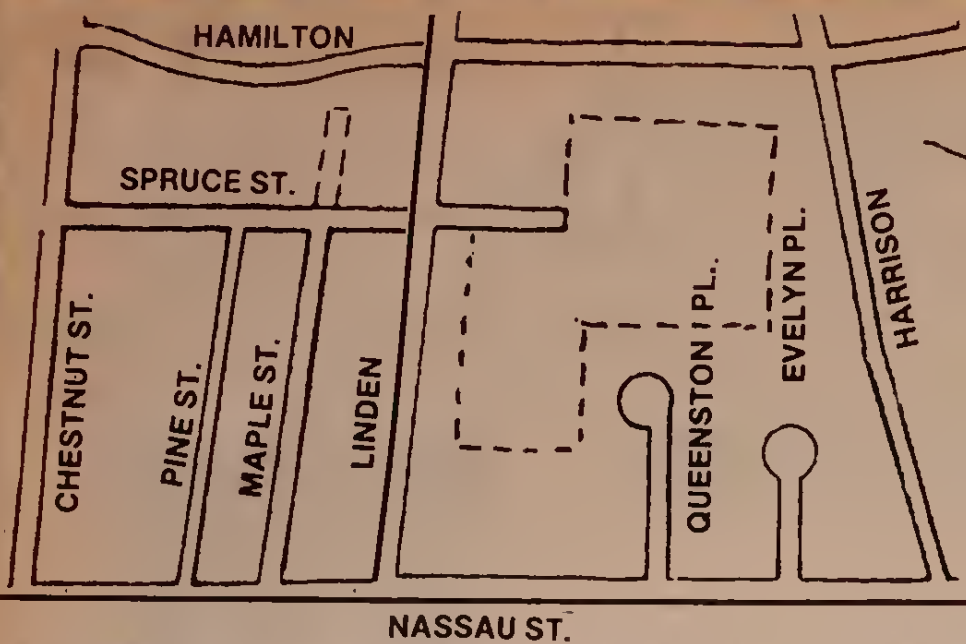 HAMILTON
SPRUCE ST.
CHESTNUT ST.
PINE ST.
MAPLE ST.
LINDEN
QUEENSTON PL.
EVELYN PL.
HARRISON
NASSAU ST.